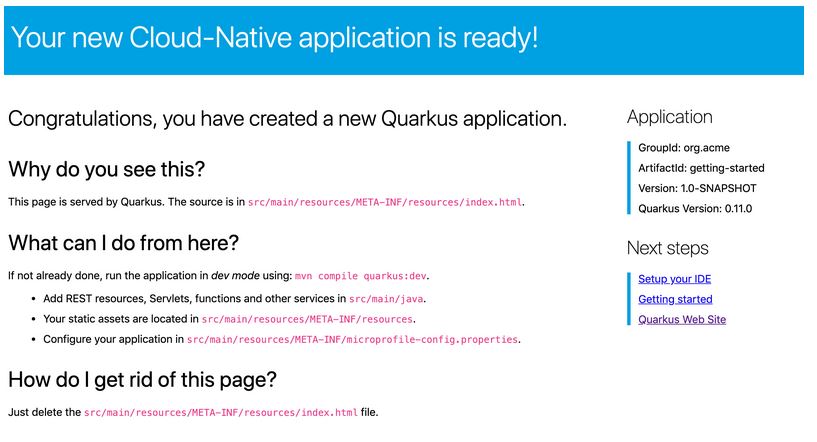 Your new Cloud-Native application is ready!
Congratulations, you have created a new Quarkus application.
Why do you see this?
This page is served by Quarkus. The source is in src/main/resources/META-INF/resources/index.html.
What can I do from here?
If not already done, run the application in dev mode using: mvn compile quarkus:dev.
• Add REST resources, Servlets, functions and other services in src/main/java.
• Your static assets are located in src/main/resources/META-INF/resources.
• Configure your application in src/main/resources/META-INF/microprofile-config.properties.
How do I get rid of this page?
Just delete the src/main/resources/META-INF/resources/index.html file.
Application
GroupId: org.acme
ArtifactId: getting-started
Version: 1.0-SNAPSHOT
Quarkus Version: 0.11.0
Next steps
Setup your IDE
Getting started
Quarkus Web Site